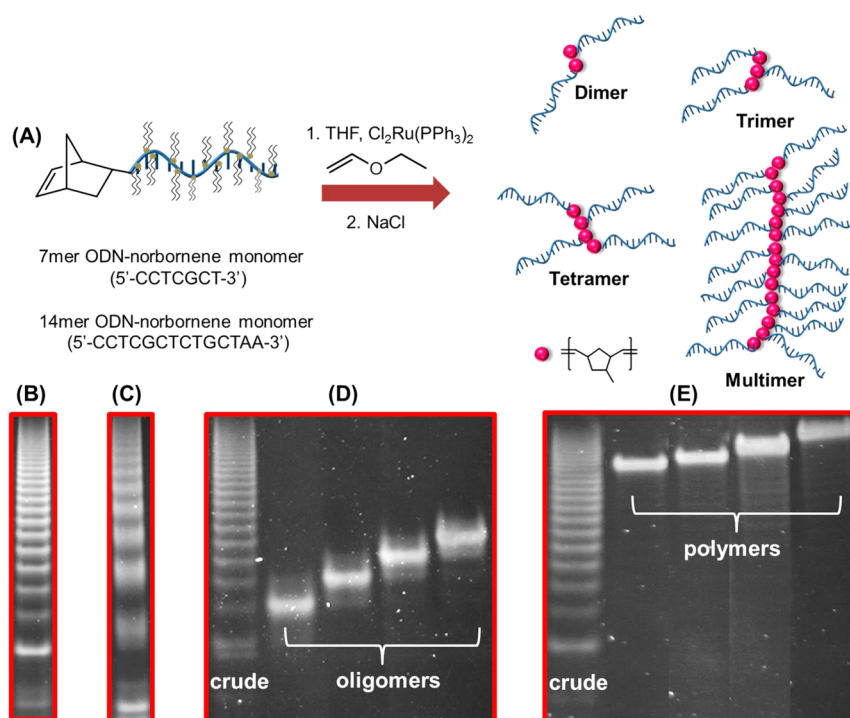 (A)
1. THF, Cl2Ru(PPh3)2
O
2. NaCl
7mer ODN-norbornene monomer
(5'-CCTCGCT-3')
14mer ODN-norbornene monomer
(5'-CCTCGCTCTGCTAA-3')
Dimer
Trimer
Tetramer
Multimer
(B)
(C)
(D)
(E)
crude
oligomers
crude
polymers